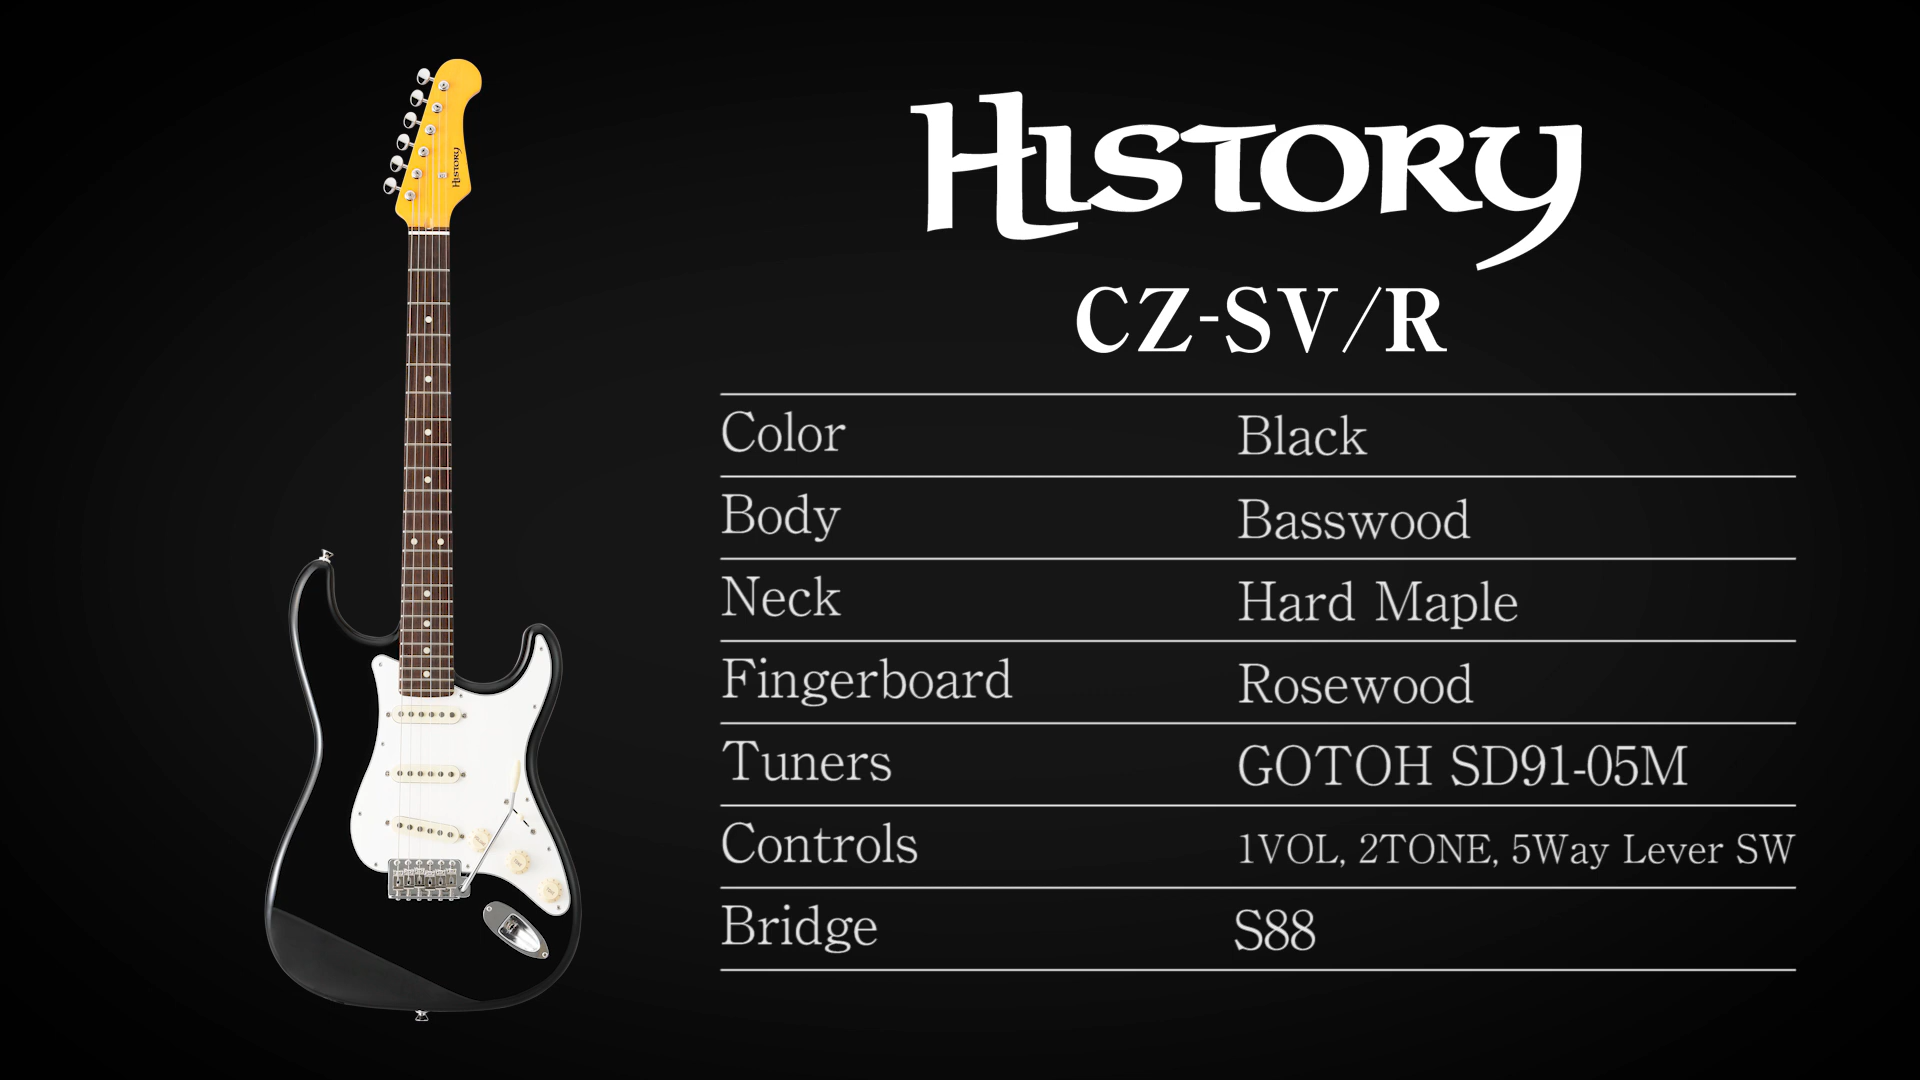 HISTORY
HISTORY
CZ-SV/R
Color Black
Body Basswood
Neck Hard Maple
Fingerboard Rosewood
Tuners GOTOH SD91-05M
Controls 1VOL, 2TONE, 5Way Lever SW
Bridge S88